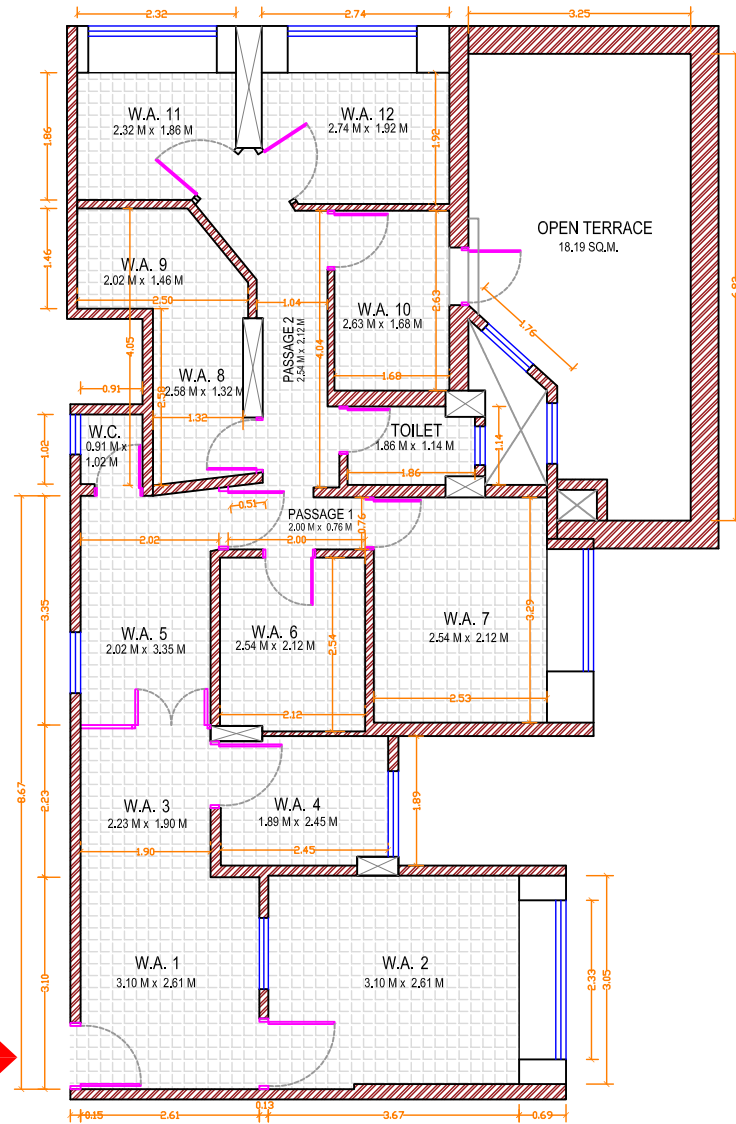 2.32
2.74
3.25
W.A. 11
2.32 M x 1.86 M
W.A. 12
2.74 M x 1.92 M
1.86
1.92
OPEN TERRACE
18.19 SQ.M.
6.82
1.46
W.A. 9
2.02 M x 1.46 M
2.50
1.04
W.A. 10
2.63 M x 1.68 M
2.63
1.68
1.76
4.05
PASSAGE 2
2.54 M x 2.12 M
4.04
W.A. 8
2.58 M x 1.32 M
2.58
1.32
0.91
W.C.
0.91 M x
1.02 M
1.02
TOILET
1.86 M x 1.14 M
1.86
1.14
PASSAGE 1
2.00 M x 0.76 M
0.51
0.76
2.02
2.00
W.A. 5
2.02 M x 3.35 M
3.35
W.A. 6
2.54 M x 2.12 M
2.54
2.12
W.A. 7
2.54 M x 2.12 M
3.29
2.53
8.67
2.23
W.A. 3
2.23 M x 1.90 M
1.90
W.A. 4
1.89 M x 2.45 M
2.45
1.89
3.10
W.A. 1
3.10 M x 2.61 M
W.A. 2
3.10 M x 2.61 M
2.33
3.05
0.15
2.61
0.13
3.67
0.69